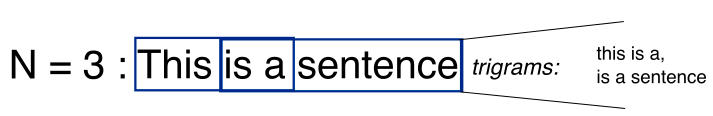 N = 3 : This is a sentence trigrams:
this is a,
is a sentence